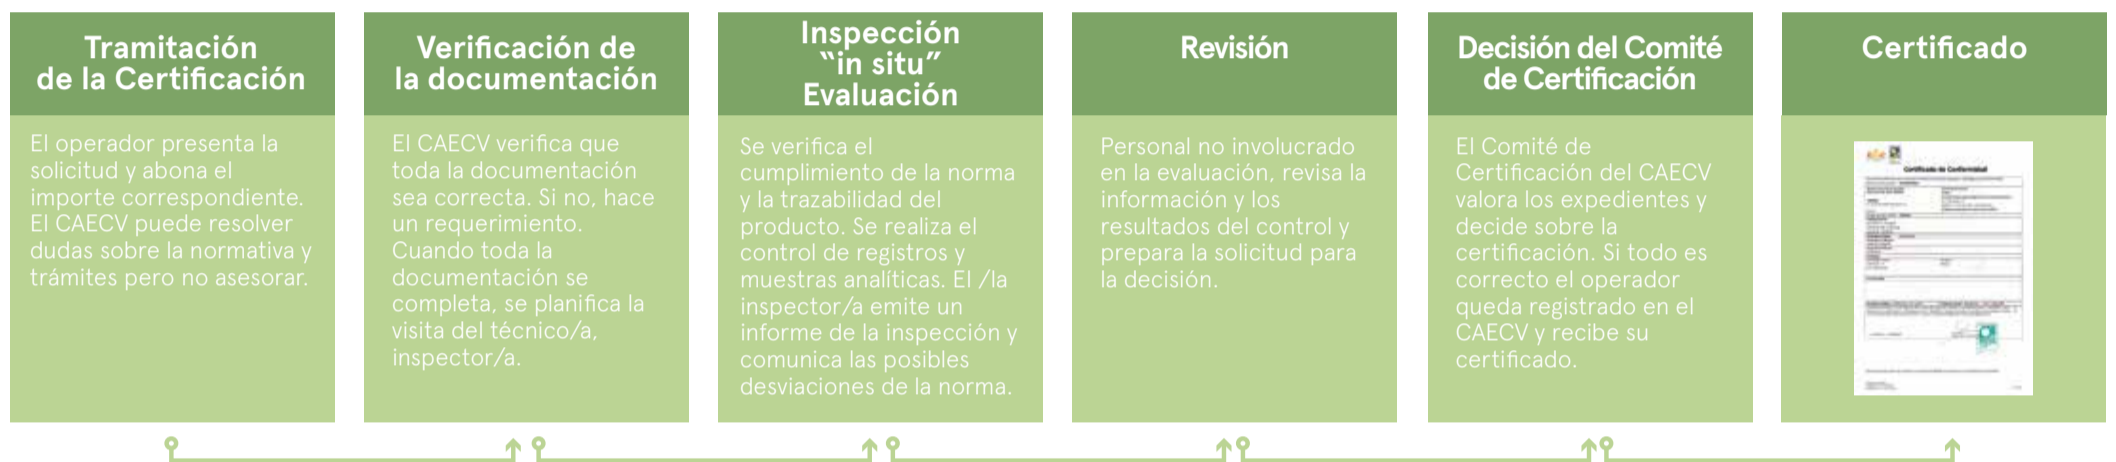 Tramitación
de la Certificación
El operador presenta la
solicitud y abona el
importe correspondiente.
El CAECV puede resolver
dudas sobre la normativa y
trámites pero no asesorar.
Verificación de
la documentación
El CAECV verifica que
toda la documentación
sea correcta. Si no, hace
un requerimiento.
Cuando toda la
documentación se
completa, se planifica la
visita del técnico/a,
inspector/a.
Inspección
“in situ”
Evaluación
Se verifica el
cumplimiento de la norma
y la trazabilidad del
producto. Se realiza el
control de registros y
muestras analíticas. El /la
inspector/a emite un
informe de la inspección y
comunica las posibles
desviaciones de la norma.
Revisión
Personal no involucrado
en la evaluación, revisa la
información y los
resultados del control y
prepara la solicitud para
la decisión.
Decisión del Comité
de Certificación
El Comité de
Certificación del CAECV
valora los expedientes y
decide sobre la
certificación. Si todo es
correcto el operador
queda registrado en el
CAECV y recibe su
certificado.
Certificado
Certificado de Conformidad